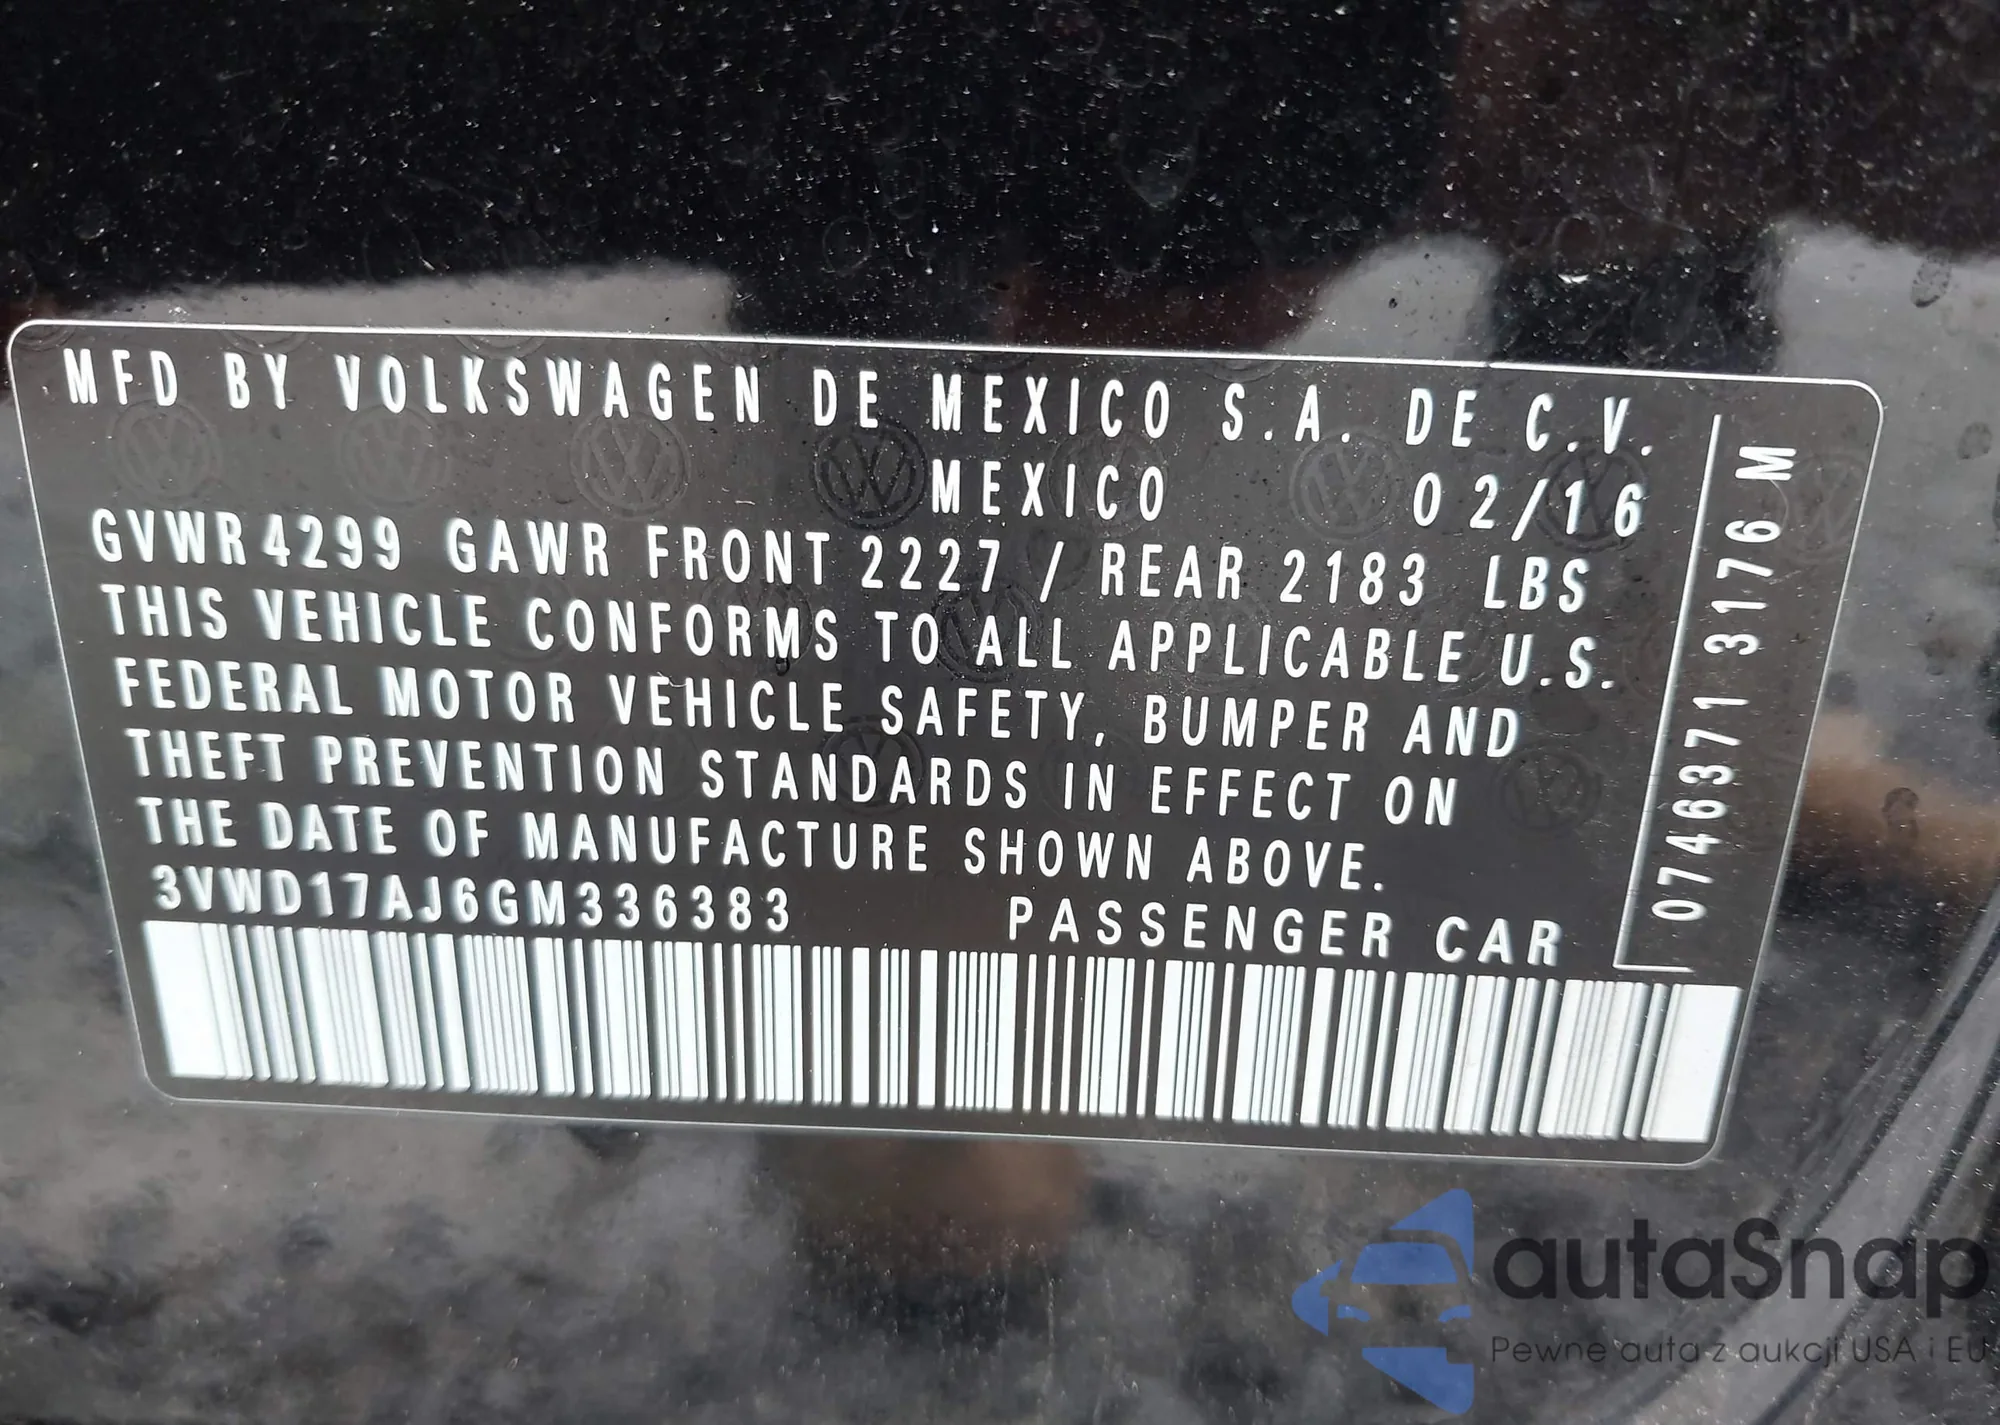 MFD BY VOLKSWAGEN DE MEXICO S.A. DE C.V.
MEXICO 02/16
GVWR 4299 GAWR FRONT 2227 / REAR 2183 LBS
THIS VEHICLE CONFORMS TO ALL APPLICABLE U.S.
FEDERAL MOTOR VEHICLE SAFETY, BUMPER AND
THEFT PREVENTION STANDARDS IN EFFECT ON
THE DATE OF MANUFACTURE SHOWN ABOVE.
3VWD17AJ6GM336383 PASSENGER CAR
0746371 3176 M
autaSnap
Pewne auta z aukcji USA i EU